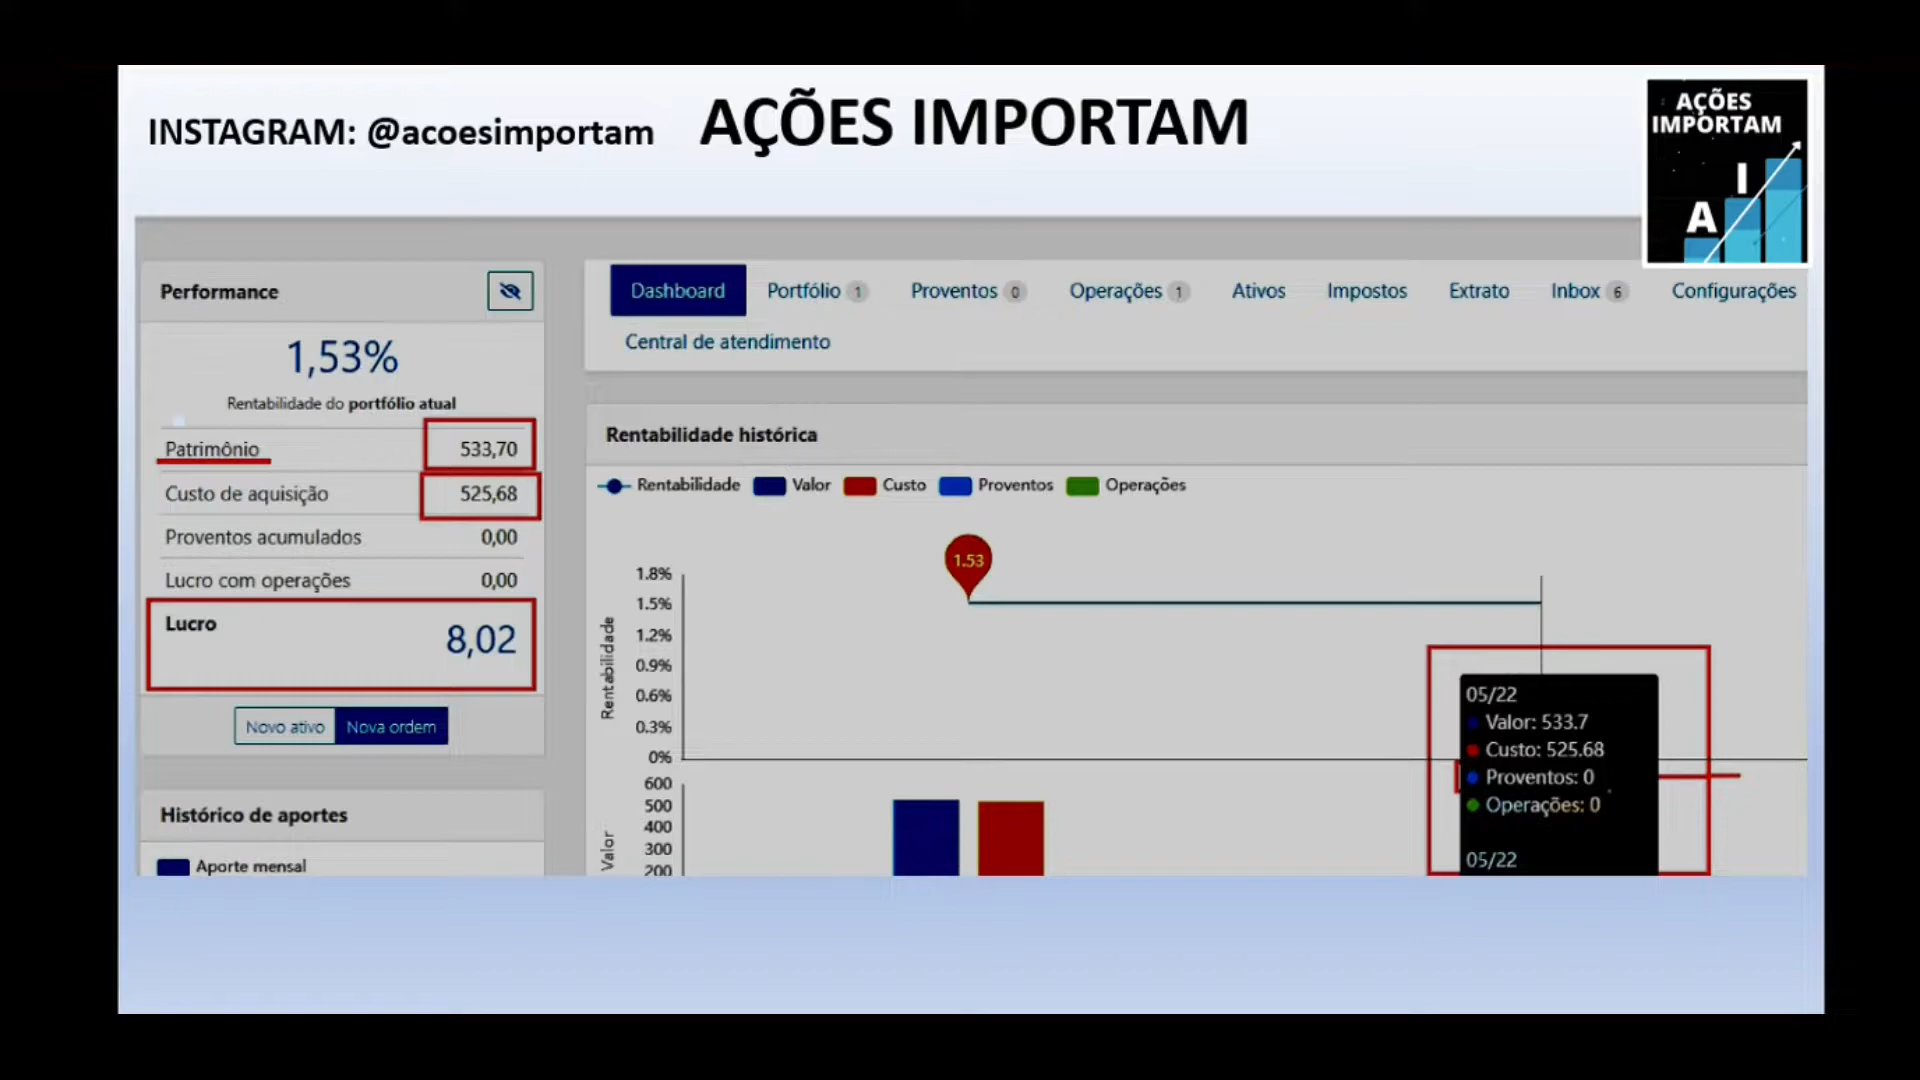 INSTAGRAM: @acoesimportam
AÇÕES IMPORTAM
AÇÕES
IMPORTAM
A I
Performance
1,53%
Rentabilidade do portfólio atual
Patrimônio 533,70
Custo de aquisição 525,68
Proventos acumulados 0,00
Lucro com operações 0,00
Lucro 8,02
Novo ativo Nova ordem
Histórico de aportes
Aporte mensal
Dashboard Portfólio 1 Proventos 0 Operações 1 Ativos Impostos Extrato Inbox 6 Configurações
Central de atendimento
Rentabilidade histórica
Rentabilidade Valor Custo Proventos Operações
1.53
Rentabilidade
1.8%
1.5%
1.2%
0.9%
0.6%
0.3%
0%
Valor
600
500
400
300
200
05/22
Valor: 533.7
Custo: 525.68
Proventos: 0
Operações: 0
05/22